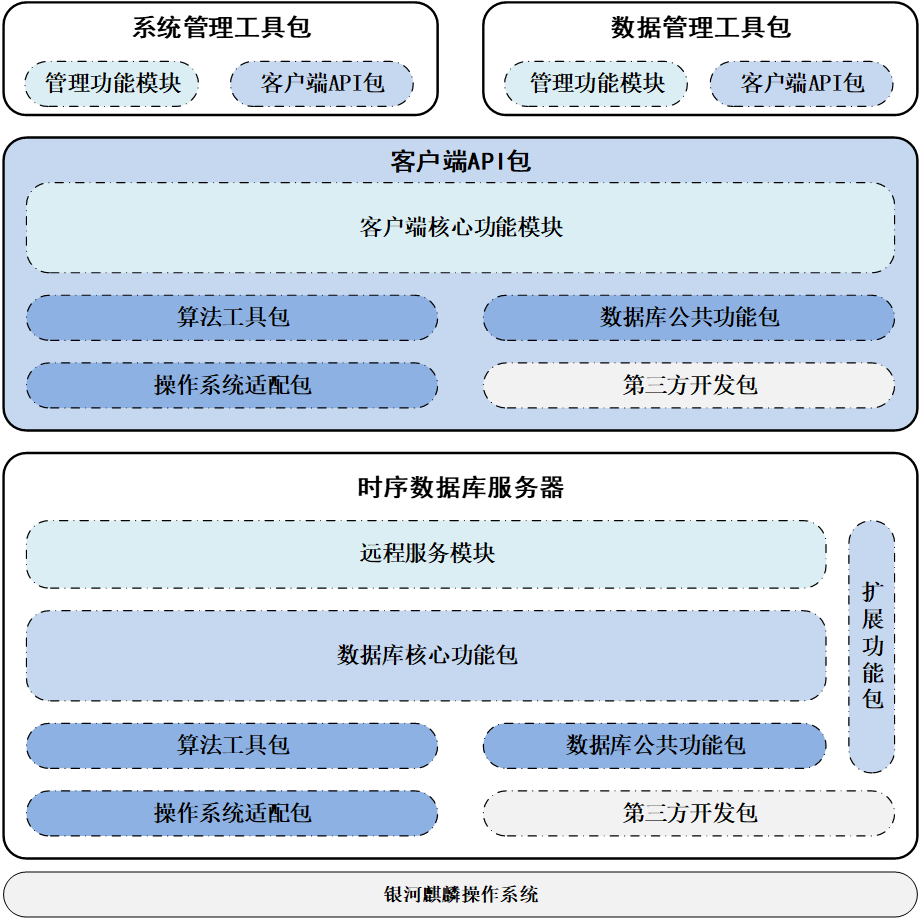 系统管理工具包
管理功能模块
客户端API包
数据管理工具包
管理功能模块
客户端API包
客户端API包
客户端核心功能模块
算法工具包
数据库公共功能包
操作系统适配包
第三方开发包
时序数据库服务器
远程服务模块
数据库核心功能包
扩展功能包
算法工具包
数据库公共功能包
操作系统适配包
第三方开发包
银河麒麟操作系统